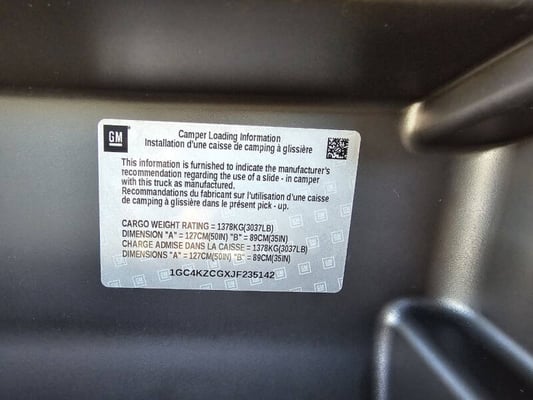 GM
Camper Loading Information
Installation d'une caisse de camping à glissière
This information is furnished to indicate the manufacturer's
recommendation regarding the use of a slide - in camper
with this truck as manufactured.
Recomandations du fabricant sur l'utilisation d'une caisse
de camping à glissière dans le présent pick - up.
CARGO WEIGHT RATING = 1378KG(3037LB)
DIMENSION "A" = 127CM(50IN) "B" = 89CM(35IN)
CHARGE ADMISE DANS LA CAISSE = 1378KG(3037LB)
DIMENSIONS "A" = 127CM(50IN) "B" = 89CM(35IN)
1GC4KZCGXJF235142